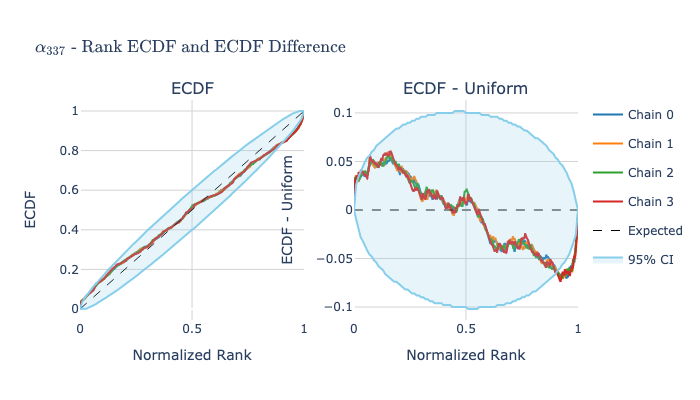 α337 - Rank ECDF and ECDF Difference
ECDF
ECDF - Uniform
1
0.8
0.6
0.4
0.2
0
0
0.5
1
ECDF
Normalized Rank
0.1
0.05
0
−0.05
−0.1
0
0.5
1
ECDF - Uniform
Normalized Rank
Chain 0
Chain 1
Chain 2
Chain 3
Expected
95% CI